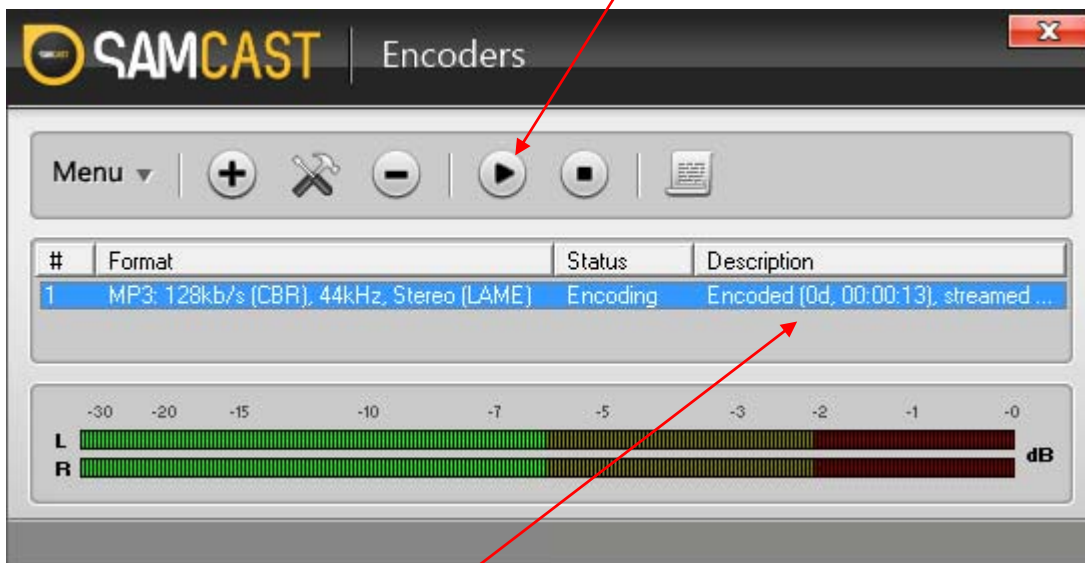 SAMCAST Encoders
Menu
# Format Status Description
1 MP3: 128kb/s (CBR), 44kHz, Stereo (LAME) Encoding Encoded (0d, 00:00:13), streamed ...
-30 -20 -15 -10 -7 -5 -3 -2 -1 -0
L
dB
R